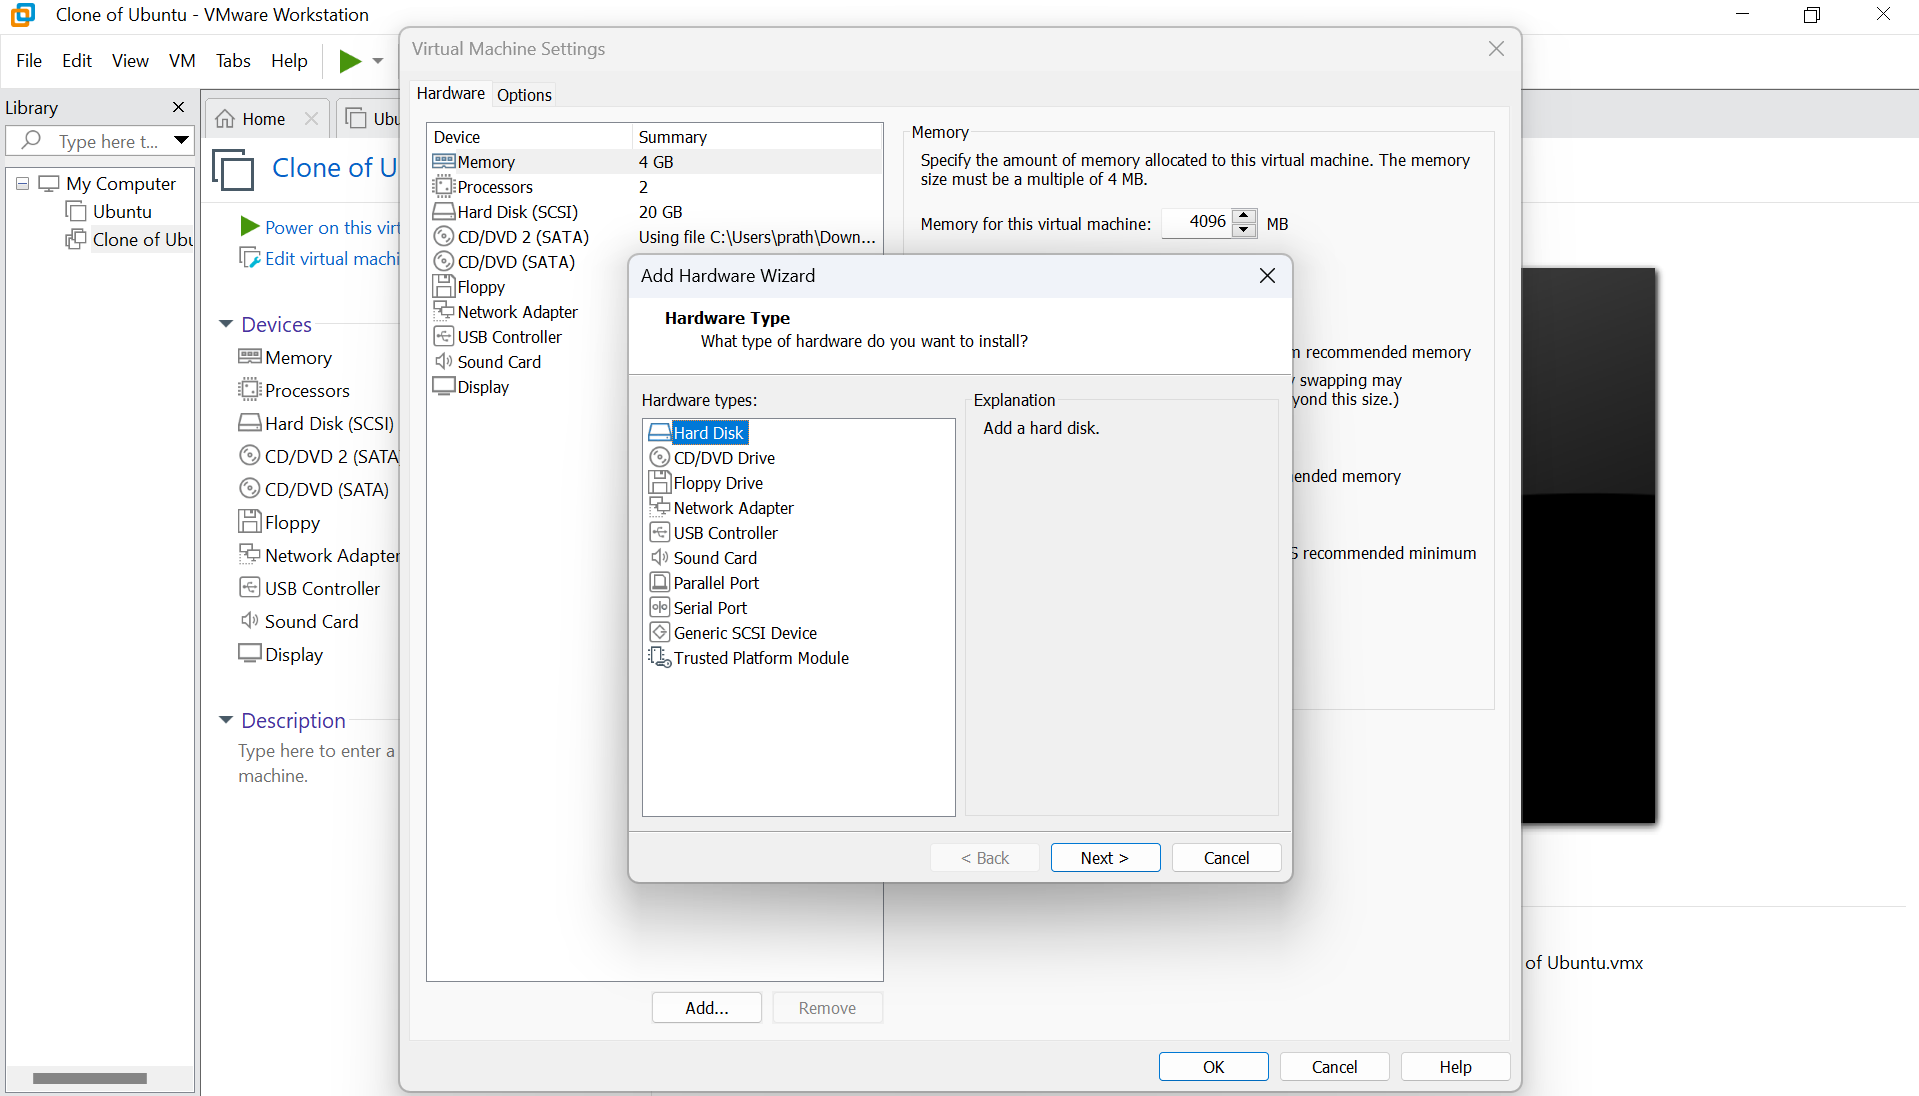 Clone of Ubuntu - VMware Workstation
File Edit View VM Tabs Help
Library
Type here t...
My Computer
Ubuntu
Clone of Ubu
Home
Ubu
Clone of U
Power on this virt
Edit virtual machi
Devices
Memory
Processors
Hard Disk (SCSI)
CD/DVD 2 (SATA
CD/DVD (SATA)
Floppy
Network Adapter
USB Controller
Sound Card
Display
Description
Type here to enter a
machine.
Virtual Machine Settings
Hardware Options
Device Summary
Memory 4 GB
Processors 2
Hard Disk (SCSI) 20 GB
CD/DVD 2 (SATA) Using file C:\Users\prath\Down...
CD/DVD (SATA)
Floppy
Network Adapter
USB Controller
Sound Card
Display
Add... Remove
Memory
Specify the amount of memory allocated to this virtual machine. The memory
size must be a multiple of 4 MB.
Memory for this virtual machine: 4096 MB
recommended memory
swapping may
yond this size.)
ended memory
S recommended minimum
Add Hardware Wizard
Hardware Type
What type of hardware do you want to install?
Hardware types:
Hard Disk
CD/DVD Drive
Floppy Drive
Network Adapter
USB Controller
Sound Card
Parallel Port
Serial Port
Generic SCSI Device
Trusted Platform Module
Explanation
Add a hard disk.
< Back Next > Cancel
of Ubuntu.vmx
OK Cancel Help